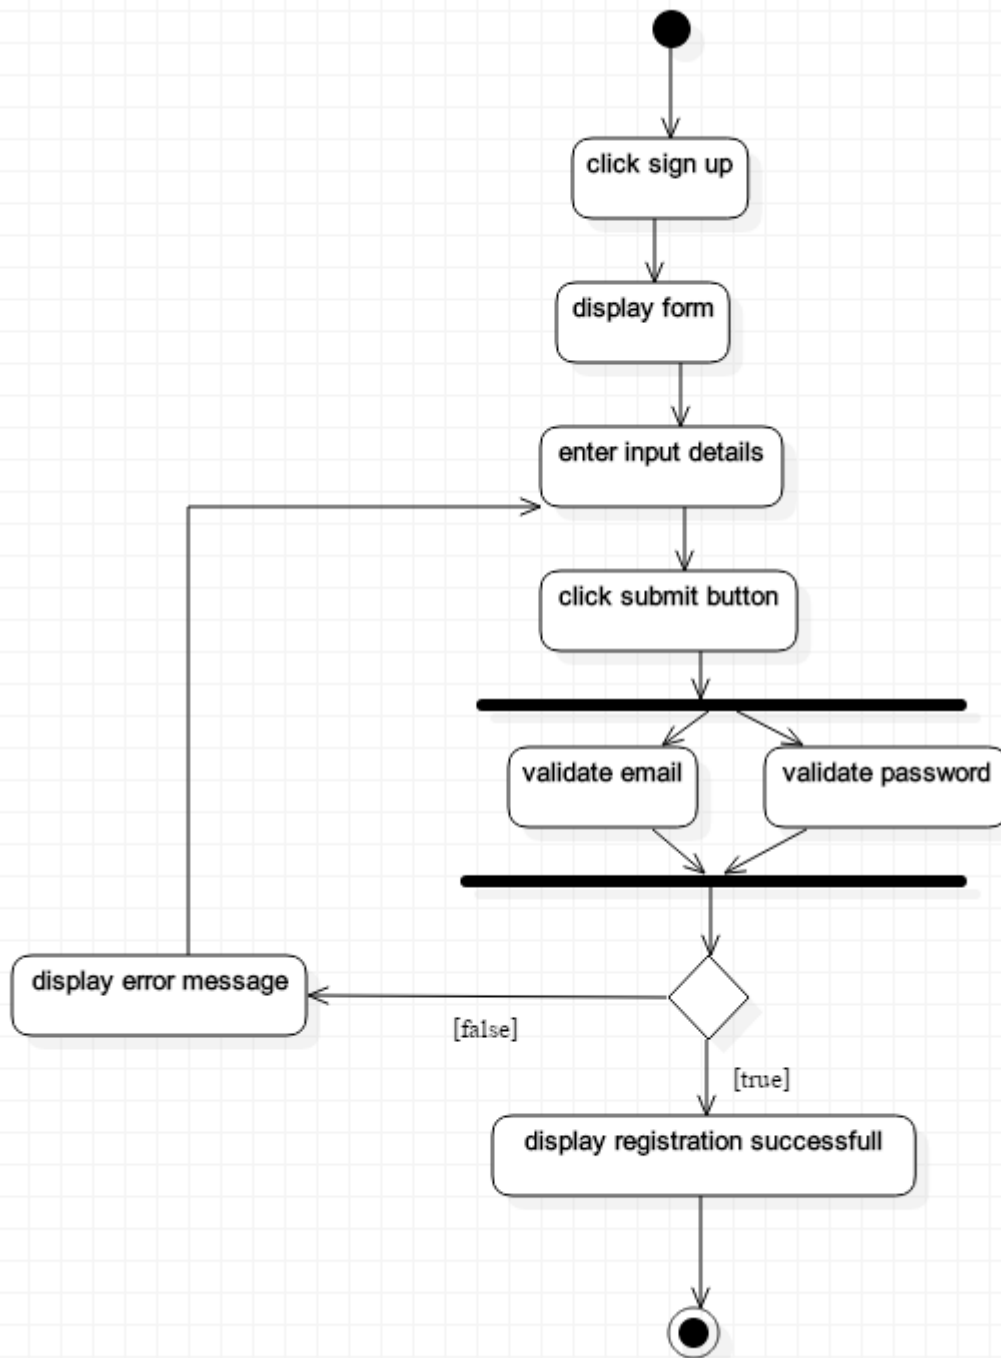 click sign up
display form
enter input details
click submit button
validate email
validate password
display error message
[false]
[true]
display registration successfull